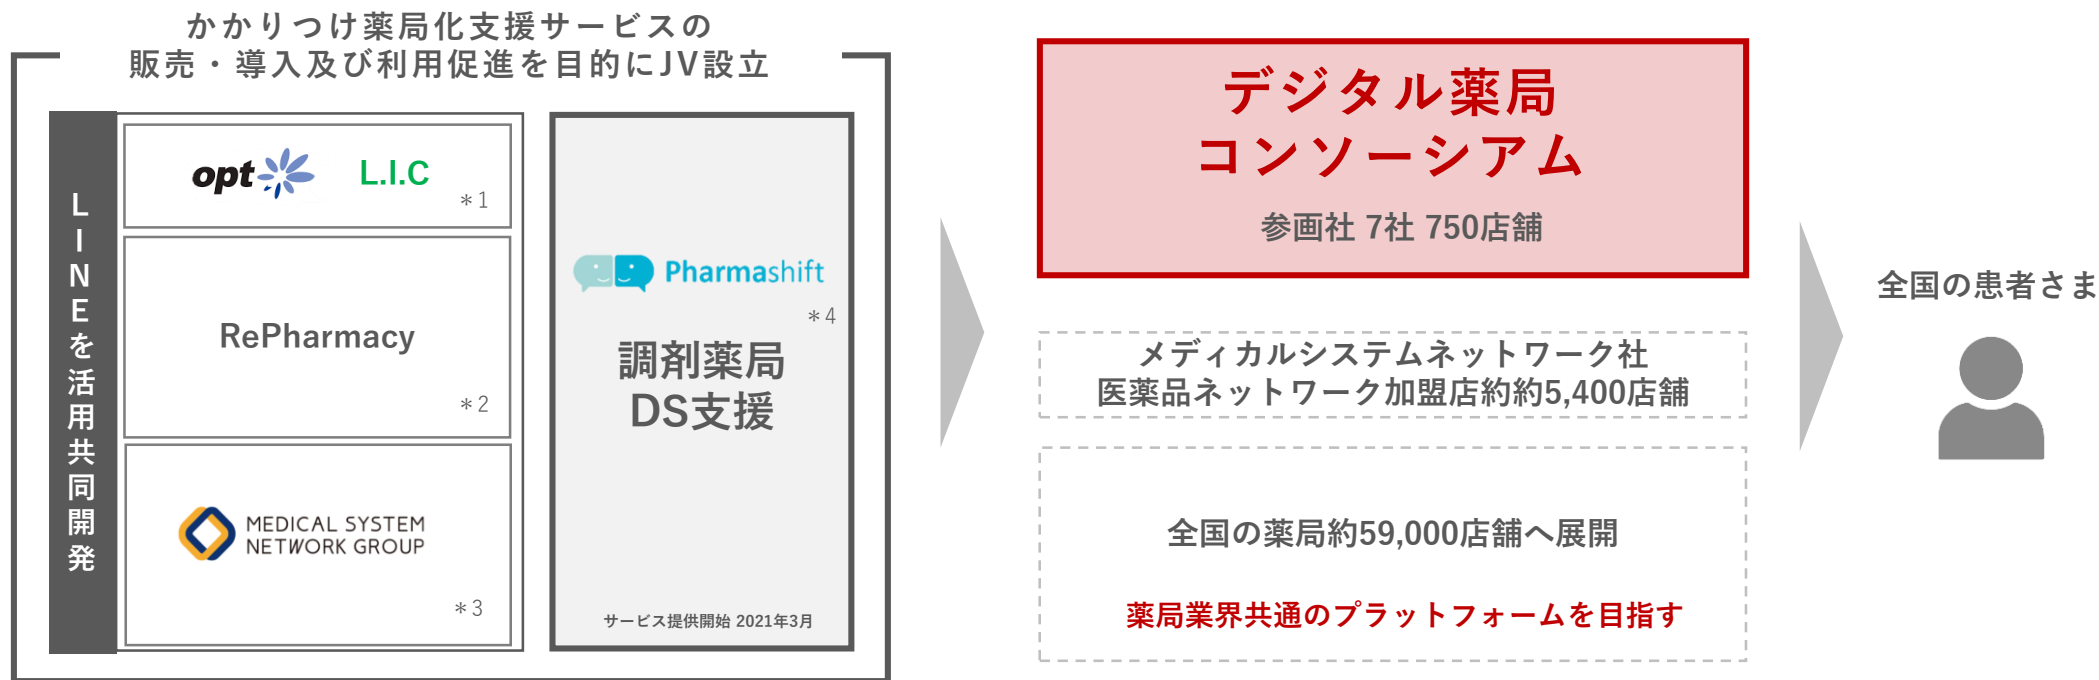 かかりつけ薬局化支援サービスの
販売・導入及び利用促進を目的にJV設立
LINEを活用共同開発
opt L.I.C
＊1
RePharmacy
＊2
MEDICAL SYSTEM
NETWORK GROUP
＊3
Pharmashift
＊4
調剤薬局
DS支援
サービス提供開始 2021年3月
デジタル薬局
コンソーシアム
参画社 7社 750店舗
メディカルシステムネットワーク社
医薬品ネットワーク加盟店約約5,400店舗
全国の薬局約59,000店舗へ展開
薬局業界共通のプラットフォームを目指す
全国の患者さま